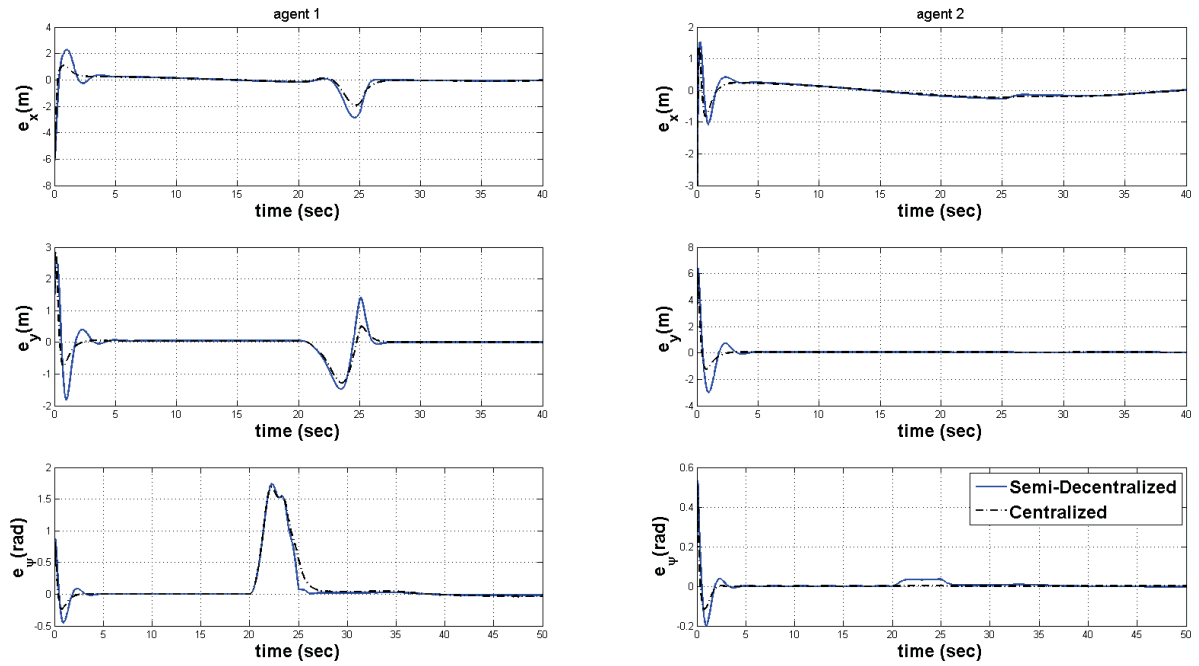 agent 1
4
2
0
-2
-4
-6
-8
e_x(m)
0 5 10 15 20 25 30 35 40
time (sec)
agent 2
2
1
0
-1
-2
-3
e_x(m)
0 5 10 15 20 25 30 35 40
time (sec)
3
2
1
0
-1
-2
e_y(m)
0 5 10 15 20 25 30 35 40
time (sec)
8
6
4
2
0
-2
-4
e_y(m)
0 5 10 15 20 25 30 35 40
time (sec)
2
1.5
1
0.5
0
-0.5
e_ψ(rad)
0 5 10 15 20 25 30 35 40 45 50
time (sec)
0.6
0.4
0.2
0
-0.2
e_ψ(rad)
0 5 10 15 20 25 30 35 40 45 50
time (sec)
Semi-Decentralized
Centralized